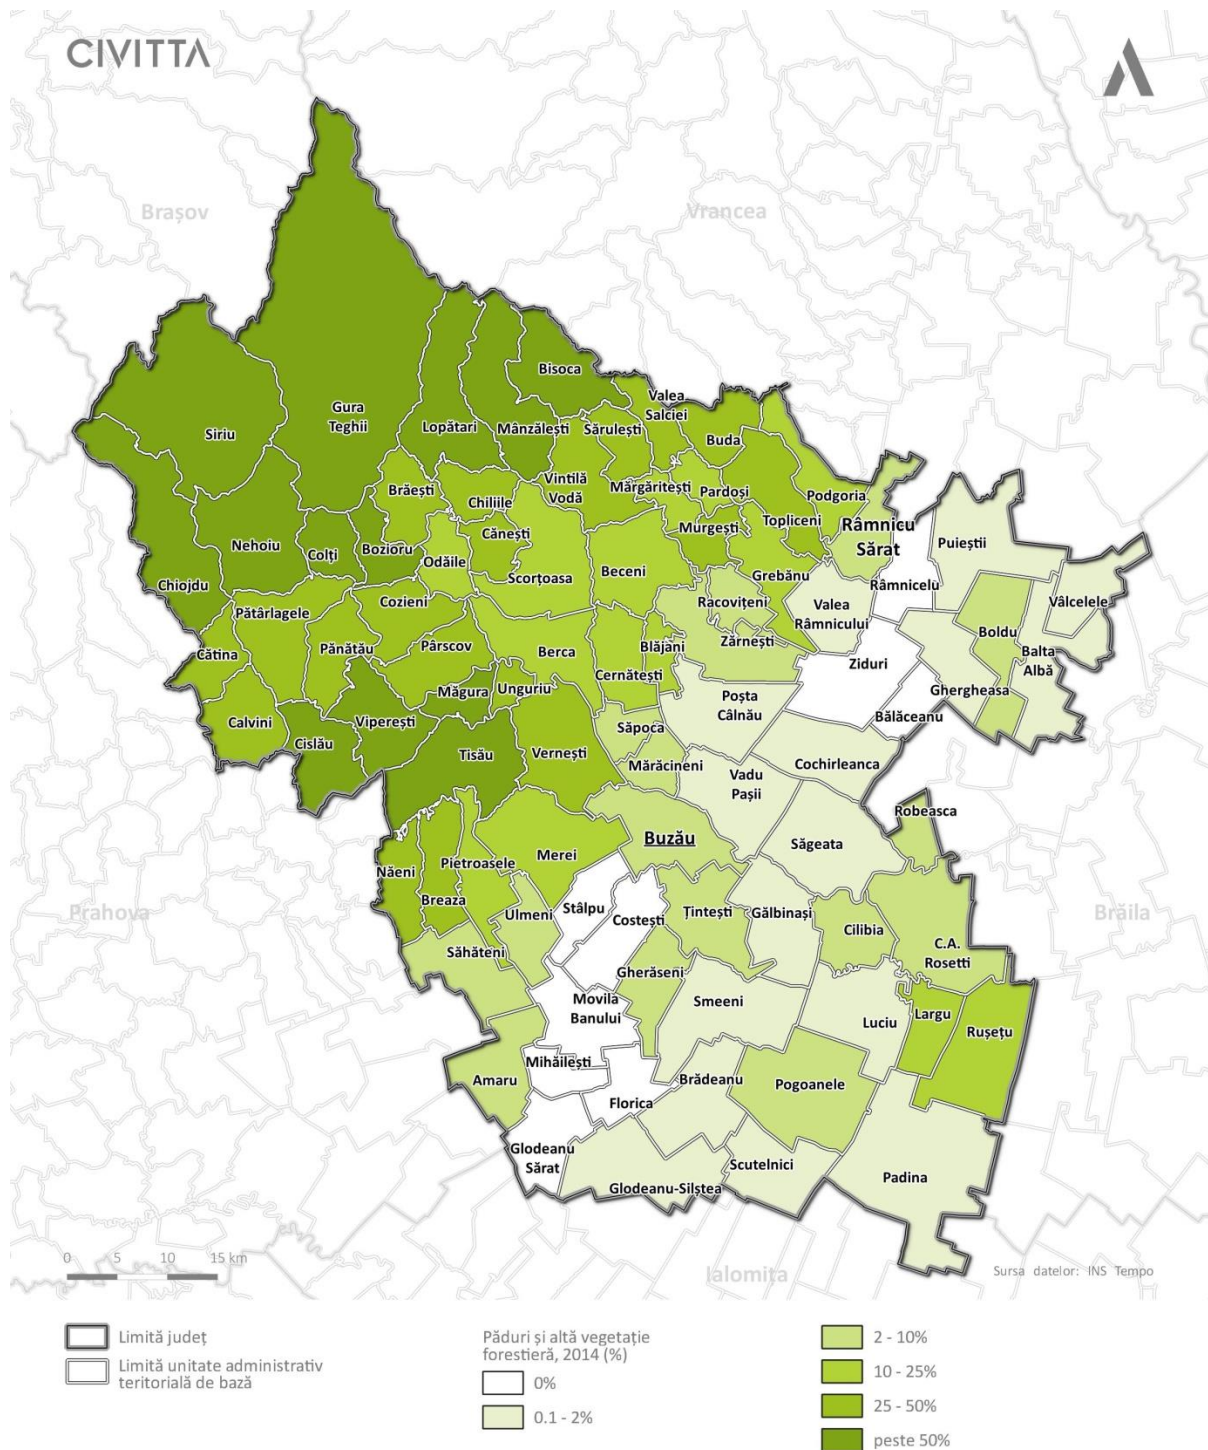 CIVITTA
Brașov
Vrancea
Bisoca
Valea
Salciei
Gura
Teghii
Siriu
Lopătari
Mânzălești
Sărulești
Buda
Brăești
Chiliile
Vintilă
Vodă
Mărgăritești
Pardoși
Podgoria
Râmnicu
Sărat
Puieștii
Nehoiu
Colți
Bozioru
Cănești
Murgești
Topliceni
Odăile
Scorțoasa
Beceni
Grebănu
Râmnicelu
Chiojdu
Pătârlagele
Cozieni
Racovițeni
Valea
Râmnicului
Vâlcelele
Boldu
Balta
Albă
Cătina
Pănătău
Pârscov
Berca
Blăjani
Zărnești
Ziduri
Cernătești
Ghergheasa
Măgura
Unguriu
Poșta
Câlnău
Bălăceanu
Calvini
Viperești
Săpoca
Cislău
Tisău
Vernești
Mărăcineni
Vadu
Pașii
Cochirleanca
Robeasca
Buzău
Săgeata
Merei
Pietroasele
Năeni
Breaza
Prahova
Brăila
Ulmeni
Stâlpu
Costești
Țintești
Gălbinași
Cilibia
C.A.
Rosetti
Săhăteni
Gherăseni
Movila
Banului
Smeeni
Luciu
Largu
Rușețu
Mihăilești
Amaru
Florica
Brădeanu
Pogoanele
Glodeanu
Sărat
Glodeanu-Silștea
Scutelnici
Padina
0 5 10 15 km
Ialomița
Sursa datelor: INS Tempo
Limită județ
Limită unitate administrativ
teritorială de bază
Păduri și altă vegetație
forestieră, 2014 (%)
0%
0.1 - 2%
2 - 10%
10 - 25%
25 - 50%
peste 50%